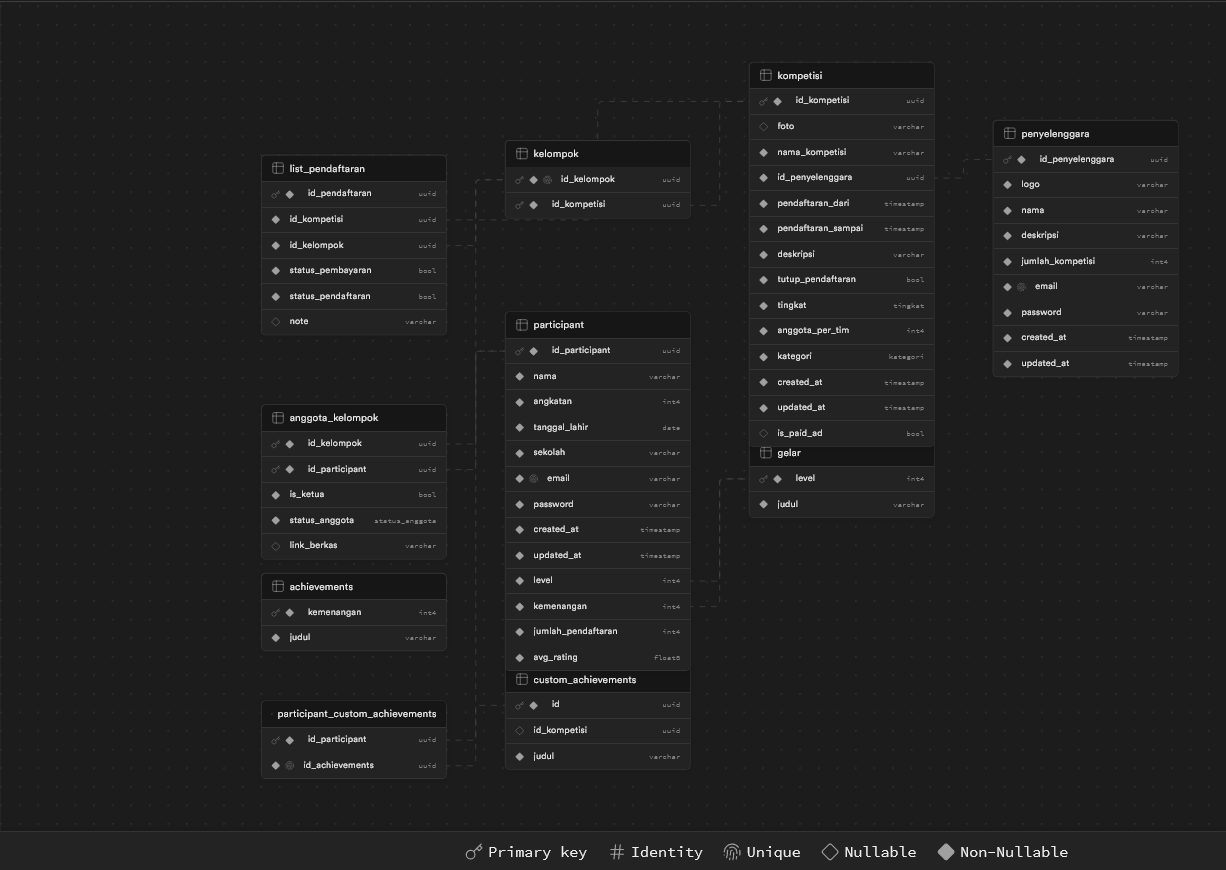 list_pendaftaran
id_pendaftaran uuid
id_kompetisi uuid
id_kelompok uuid
status_pembayaran bool
status_pendaftaran bool
note varchar
anggota_kelompok
id_kelompok uuid
id_participant uuid
is_ketua bool
status_anggota status_anggota
link_berkas varchar
achievements
kemenangan int4
judul varchar
participant_custom_achievements
id_participant uuid
id_achievements uuid
kelompok
id_kelompok uuid
id_kompetisi uuid
participant
id_participant uuid
nama varchar
angkatan int4
tanggal_lahir date
sekolah varchar
email varchar
password varchar
created_at timestamp
updated_at timestamp
level int4
kemenangan int4
jumlah_pendaftaran int4
avg_rating float8
custom_achievements
id uuid
id_kompetisi uuid
judul varchar
kompetisi
id_kompetisi uuid
foto varchar
nama_kompetisi varchar
id_penyelenggara uuid
pendaftaran_dari timestamp
pendaftaran_sampai timestamp
deskripsi varchar
tutup_pendaftaran bool
tingkat tingkat
anggota_per_tim int4
kategori kategori
created_at timestamp
updated_at timestamp
is_paid_ad bool
gelar
level int4
judul varchar
penyelenggara
id_penyelenggara uuid
logo varchar
nama varchar
deskripsi varchar
jumlah_kompetisi int4
email varchar
password varchar
created_at timestamp
updated_at timestamp
Primary key Identity Unique Nullable Non-Nullable